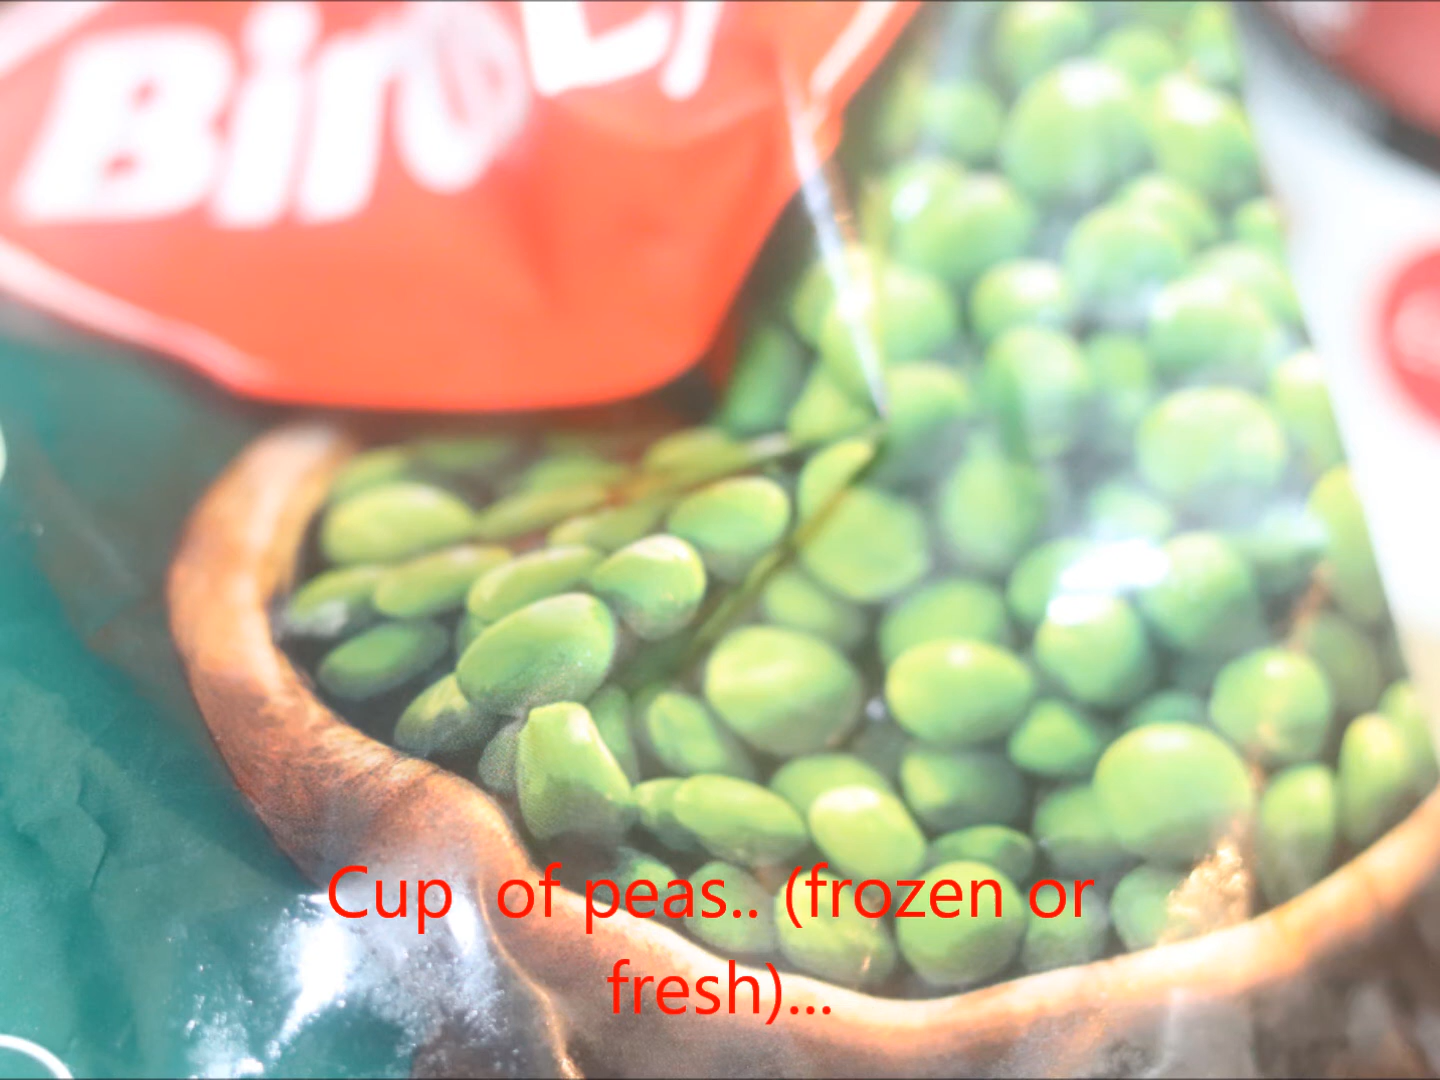 Cup  of peas.. (frozen or
fresh)...